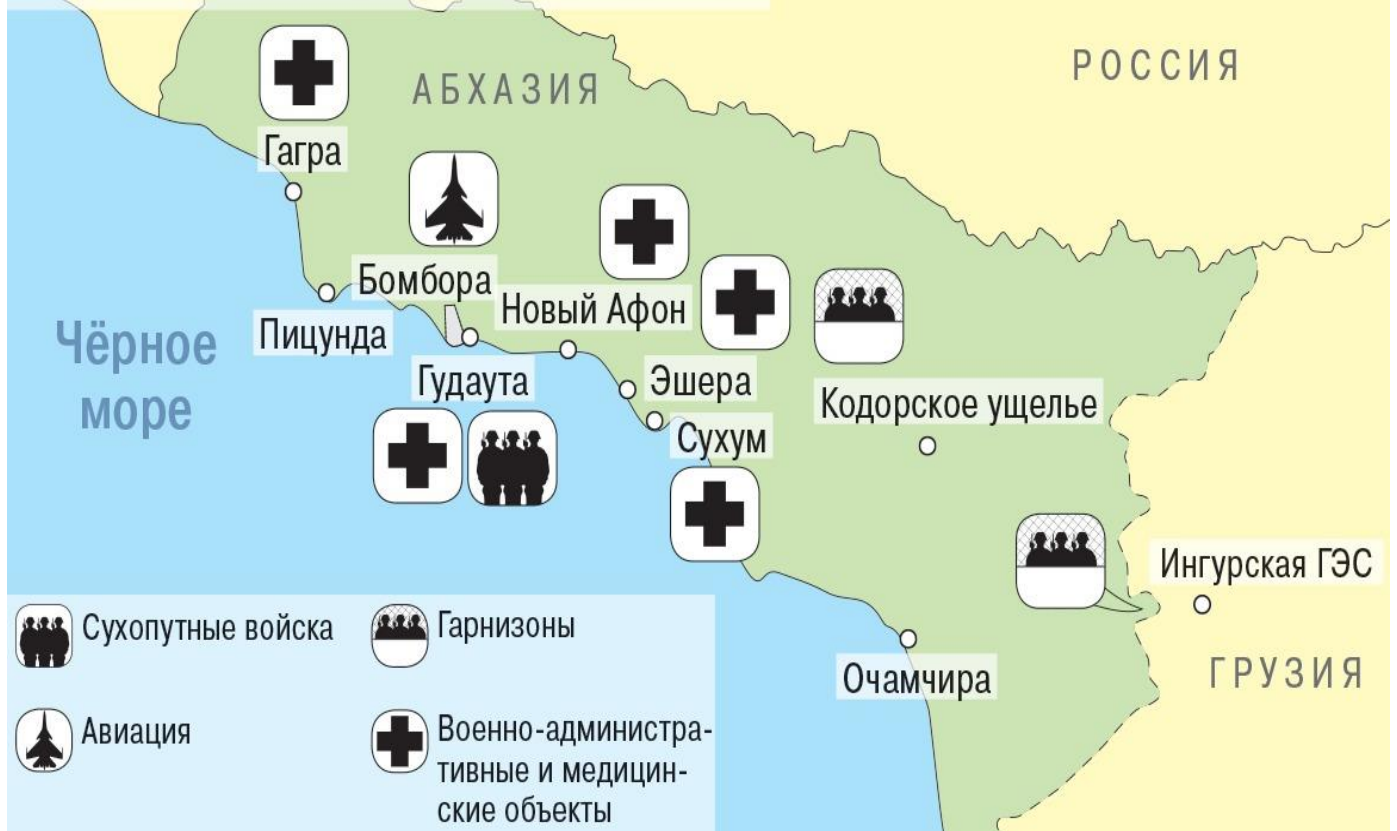 РОССИЯ
АБХАЗИЯ
Гагра
Бомбора
Новый Афон
Пицунда
Чёрное
море
Гудаута
Эшера
Кодорское ущелье
Сухум
Ингурская ГЭС
Очамчира
ГРУЗИЯ
Сухопутные войска
Гарнизоны
Авиация
Военно-администра-
тивные и медицин-
ские объекты